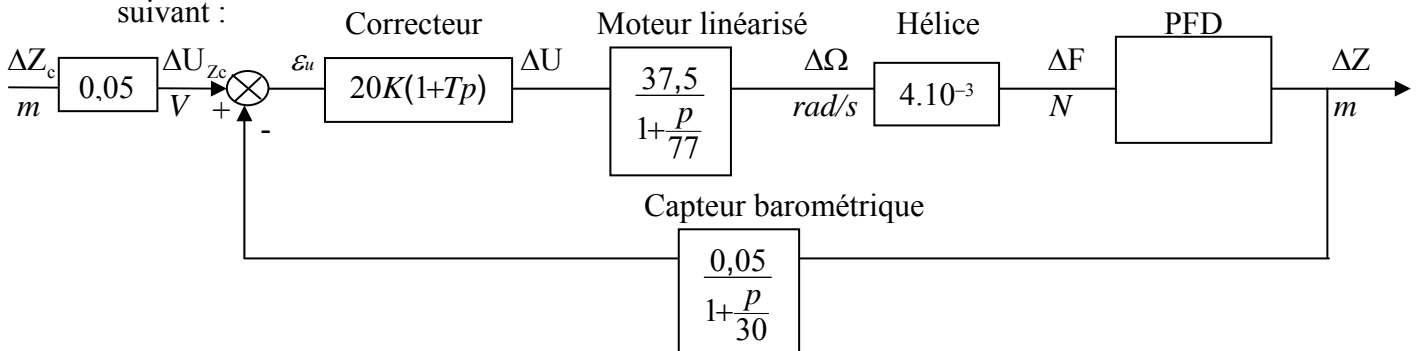 suivant :
Correcteur Moteur linéarisé Hélice PFD
ΔZc 0,05 ΔUZc εu 20K(1+Tp) ΔU 37,5 ΔΩ 4.10⁻³ ΔF ΔZ
m V + rad/s N m
1+p/77
-
Capteur barométrique
0,05
1+p/30